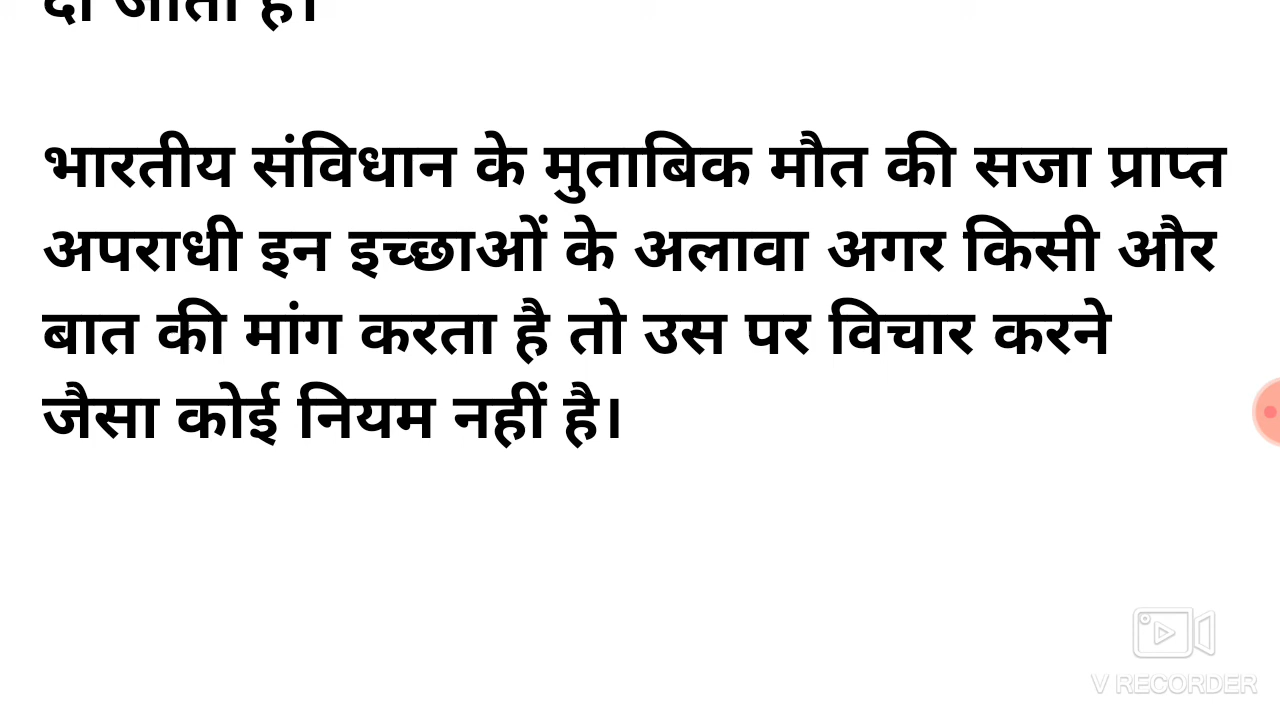 दी जाती है।
भारतीय संविधान के मुताबिक मौत की सजा प्राप्त
अपराधी इन इच्छाओं के अलावा अगर किसी और
बात की मांग करता है तो उस पर विचार करने
जैसा कोई नियम नहीं है।
V RECORDER